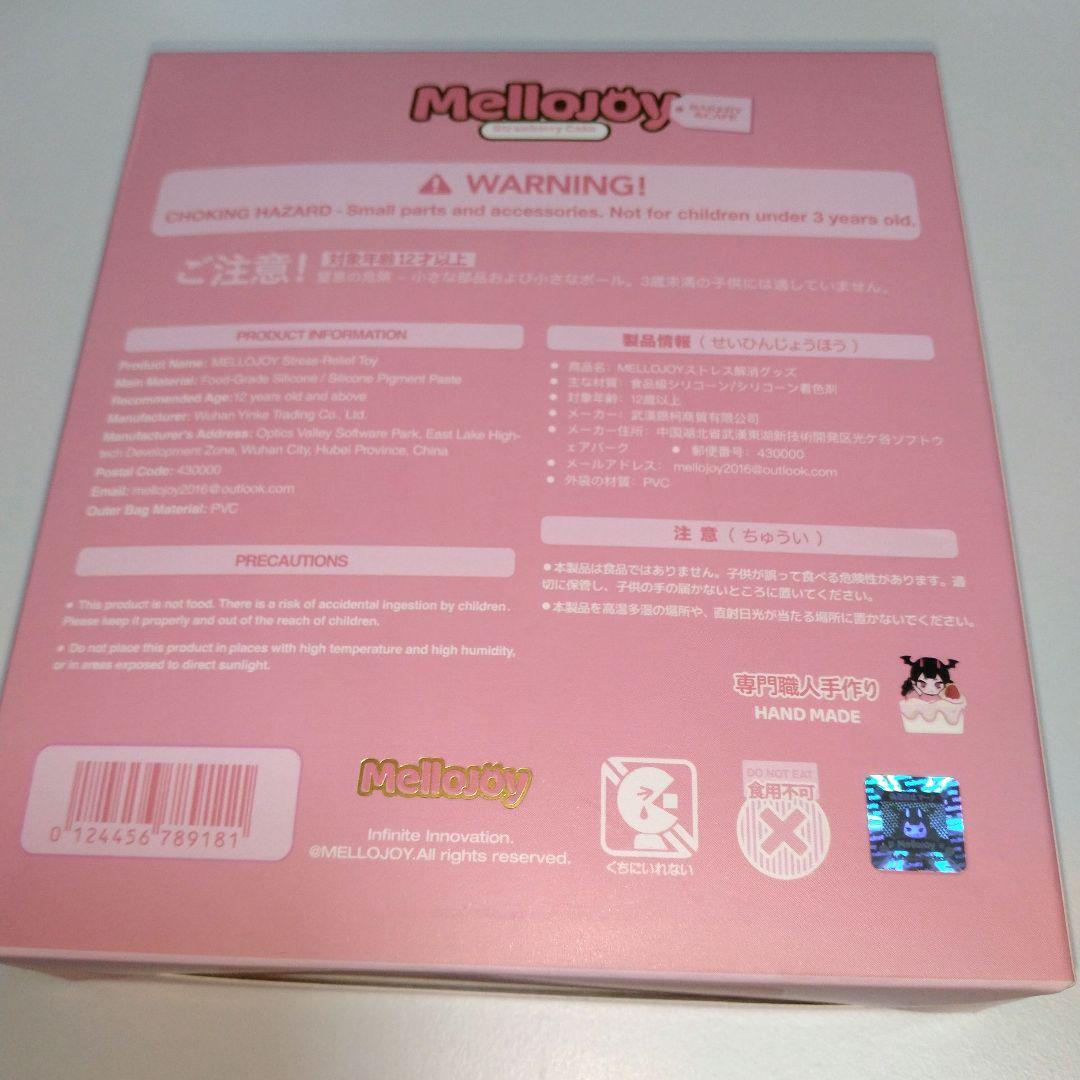 MelloJoy
BAKERY
&CAFE
Strawberry Cake
WARNING!
CHOKING HAZARD - Small parts and accessories. Not for children under 3 years old.
ご注意! 対象年齢12才以上
窒息の危険 - 小さな部品および小さなボール。3歳未満の子供には適していません。
PRODUCT INFORMATION
Product Name: MELLOJOY Stress-Relief Toy
Main Material: Food-Grade Silicone / Silicone Pigment Paste
Recommended Age:12 years old and above
Manufacturer: Wuhan Yinke Trading Co., Ltd.
Manufacturer's Address: Optics Valley Software Park, East Lake High-
tech Development Zone, Wuhan City, Hubei Province, China
Postal Code: 430000
Email: mellojoy2016@outlook.com
Outer Bag Material: PVC
PRECAUTIONS
• This product is not food. There is a risk of accidental ingestion by children.
Please keep it properly and out of the reach of children.
• Do not place this product in places with high temperature and high humidity,
or in areas exposed to direct sunlight.
製品情報 ( せいひんじょうほう )
● 商品名: MELLOJOYストレス解消グッズ
● 主な材質: 食品級シリコーン/シリコーン着色剤
● 対象年齢: 12歳以上
● メーカー: 武漢銀柯商貿有限公司
● メーカー住所: 中国湖北省武漢東湖新技術開発区光ケ谷ソフトウ
ェアパーク ● 郵便番号: 430000
● メールアドレス: mellojoy2016@outlook.com
● 外袋の材質: PVC
注 意 ( ちゅうい )
●本製品は食品ではありません。子供が誤って食べる危険性があります。適
切に保管し、子供の手の届かないところに置いてください。
●本製品を高温多湿の場所や、直射日光が当たる場所に置かないでください。
専門職人手作り
HAND MADE
0 124456 789181
MelloJoy
Infinite Innovation.
@MELLOJOY.All rights reserved.
くちにいれない
DO NOT EAT
食用不可